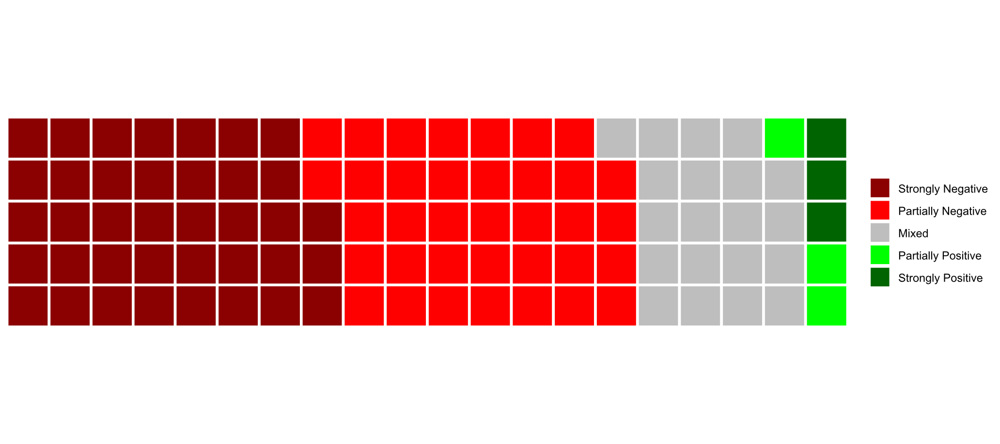 Strongly Negative
Partially Negative
Mixed
Partially Positive
Strongly Positive